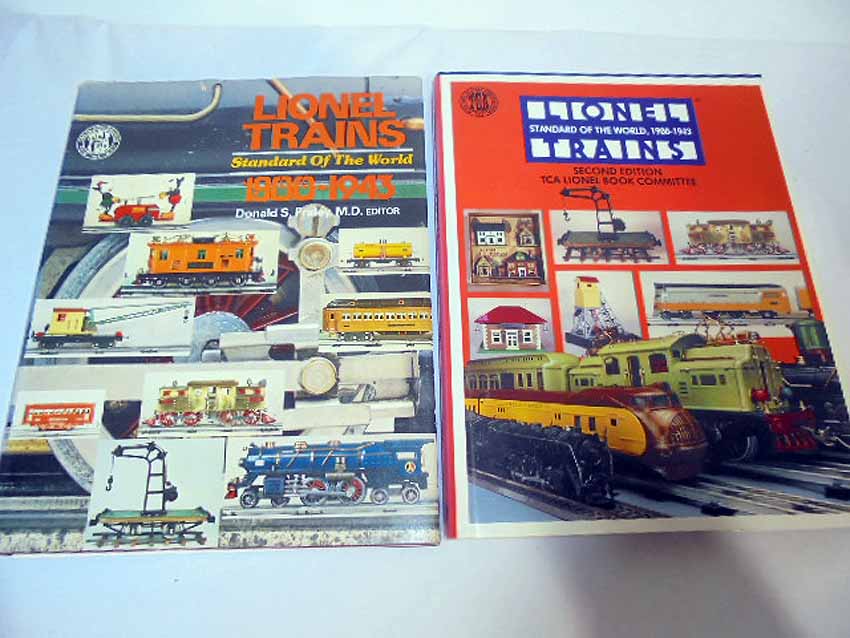 LIONEL
TRAINS
Standard Of The World
1900-1943
Donald S. Fraley, M.D. EDITOR
TCA
LIONEL
STANDARD OF THE WORLD, 1900-1943
TRAINS
SECOND EDITION
TCA LIONEL BOOK COMMITTEE